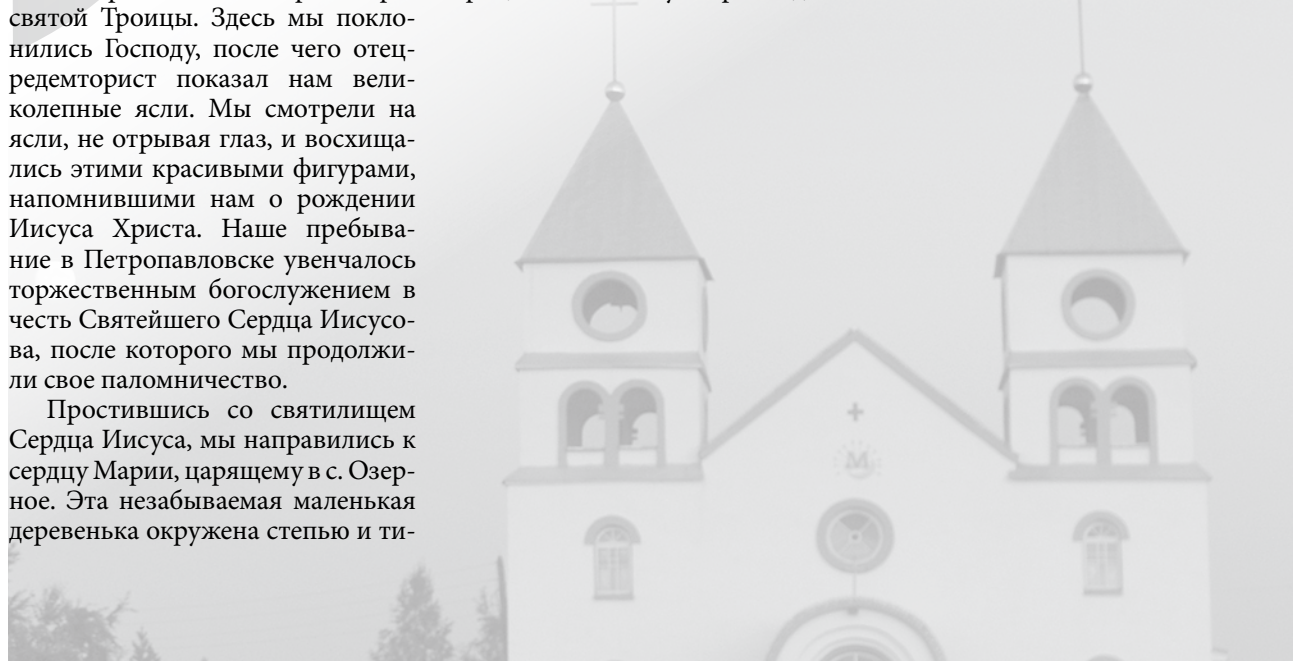 святой Троицы. Здесь мы покло-
нились Господу, после чего отец-
редемторист показал нам вели-
колепные ясли. Мы смотрели на
ясли, не отрывая глаз, и восхища-
лись этими красивыми фигурами,
напомнившими нам о рождении
Иисуса Христа. Наше пребыва-
ние в Петропавловске увенчалось
торжественным богослужением в
честь Святейшего Сердца Иисусо-
ва, после которого мы продолжи-
ли свое паломничество.
Простившись со святилищем
Сердца Иисуса, мы направились к
сердцу Марии, царящему в с. Озер-
ное. Эта незабываемая маленькая
деревенька окружена степью и ти-
M